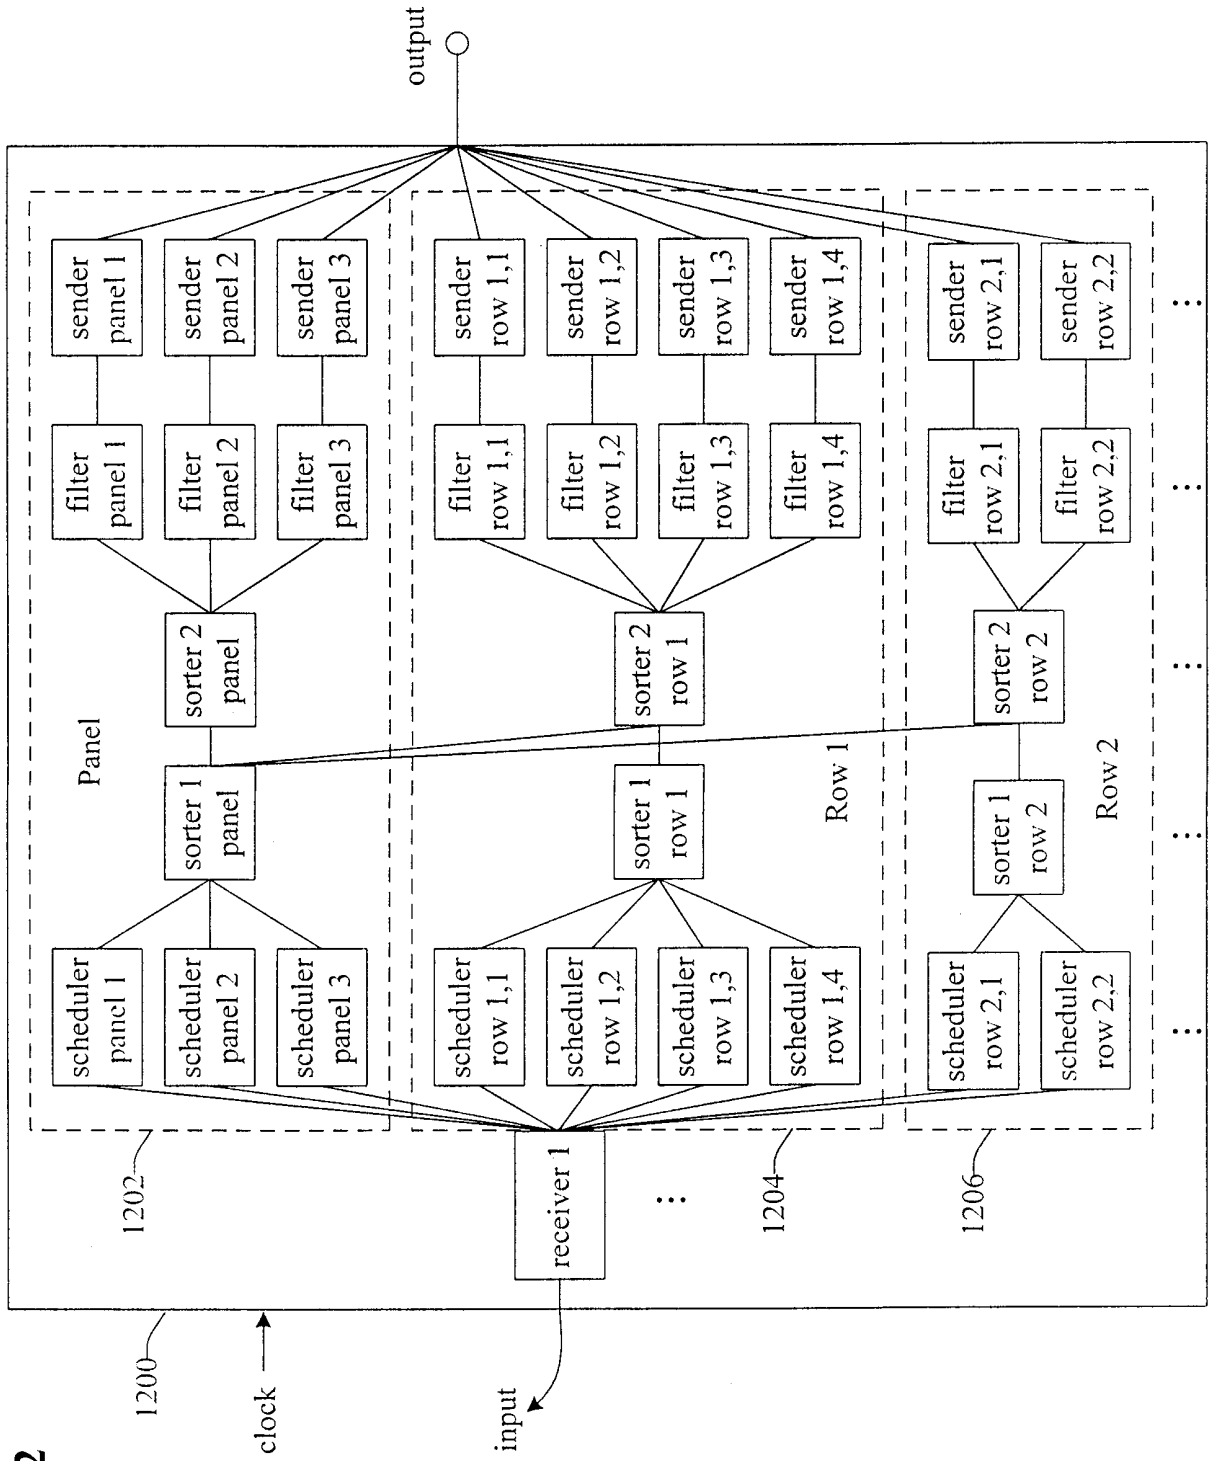 2
1200
clock
input
output
1202
1204
1206
receiver 1
⋮
Panel
scheduler
panel 1
scheduler
panel 2
scheduler
panel 3
sorter 1
panel
sorter 2
panel
filter
panel 1
filter
panel 2
filter
panel 3
sender
panel 1
sender
panel 2
sender
panel 3
Row 1
scheduler
row 1,1
scheduler
row 1,2
scheduler
row 1,3
scheduler
row 1,4
sorter 1
row 1
sorter 2
row 1
filter
row 1,1
filter
row 1,2
filter
row 1,3
filter
row 1,4
sender
row 1,1
sender
row 1,2
sender
row 1,3
sender
row 1,4
Row 2
scheduler
row 2,1
scheduler
row 2,2
sorter 1
row 2
sorter 2
row 2
filter
row 2,1
filter
row 2,2
sender
row 2,1
sender
row 2,2
⋮
⋮
⋮
⋮
⋮